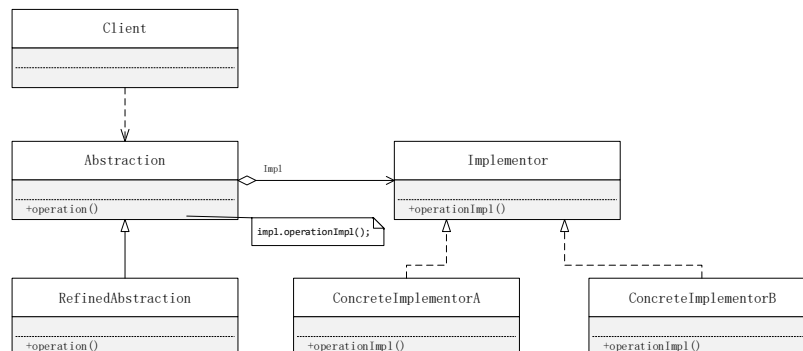 Client
Abstraction
+operation()
Impl
Implementor
+operationImpl()
impl.operationImpl();
RefinedAbstraction
+operation()
ConcreteImplementorA
+operationImpl()
ConcreteImplementorB
+operationImpl()